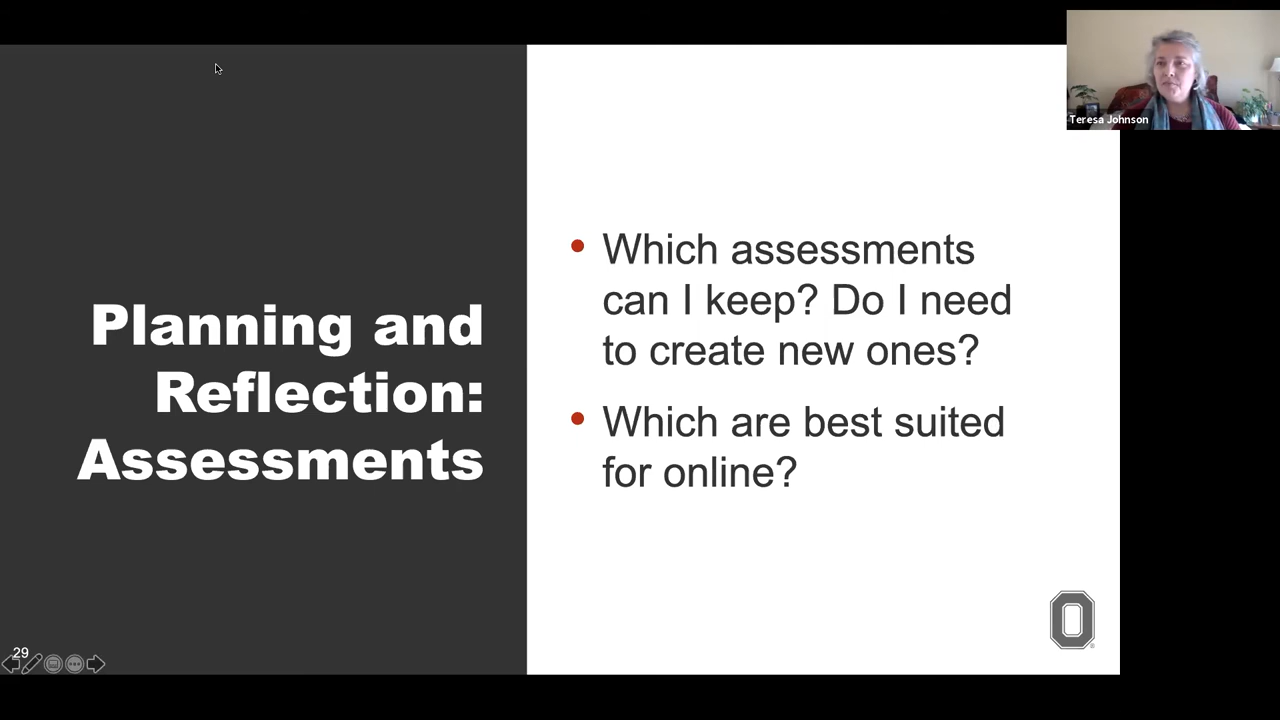 Teresa Johnson
Planning and
Reflection:
Assessments
• Which assessments
can I keep? Do I need
to create new ones?
• Which are best suited
for online?
29
O